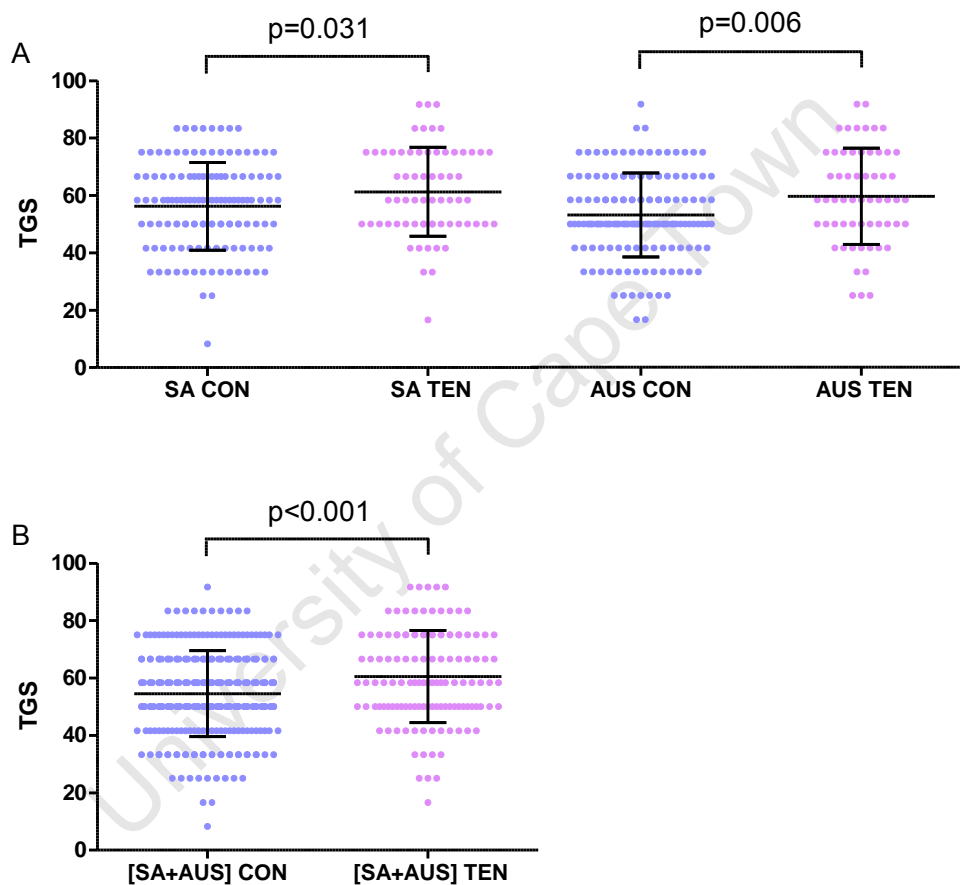 p=0.031 p=0.006
A
100
80
60
40
20
0
TGS
SA CON SA TEN AUS CON AUS TEN
p<0.001
B
100
80
60
40
20
0
TGS
[SA+AUS] CON [SA+AUS] TEN
University of Cape Town